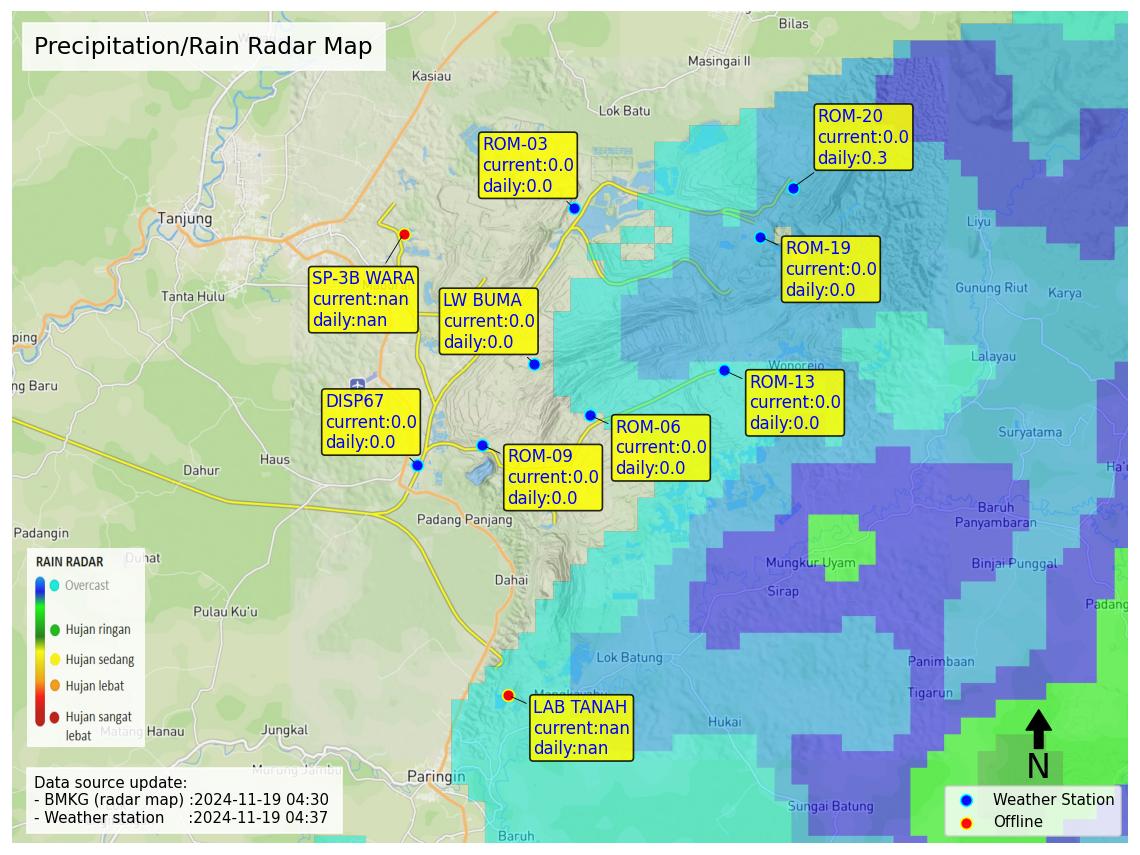 Precipitation/Rain Radar Map
Bilas
Masingai II
Kasiau
Lok Batu
ROM-20
current:0.0
daily:0.3
ROM-03
current:0.0
daily:0.0
Tanjung
Liyu
ROM-19
current:0.0
daily:0.0
SP-3B WARA
current:nan
daily:nan
Tanta Hulu
LW BUMA
current:0.0
daily:0.0
Gunung Riut
Karya
ping
Lalayau
Wonorejo
ng Baru
ROM-13
current:0.0
daily:0.0
DISP67
current:0.0
daily:0.0
ROM-06
current:0.0
daily:0.0
Suryatama
ROM-09
current:0.0
daily:0.0
Haus
Dahur
Ha'u
Baruh
Panyambaran
Padang Panjang
Padangin
Duhat
Mungkur Uyam
Binjai Punggal
Dahai
Sirap
Padang
Pulau Ku'u
RAIN RADAR
Overcast
Hujan ringan
Hujan sedang
Hujan lebat
Hujan sangat
lebat
Lok Batung
Panimbaan
Tigarun
LAB TANAH
current:nan
daily:nan
Hukai
Matang Hanau
Jungkal
Murung Jambu
Paringin
N
Data source update:
- BMKG (radar map) :2024-11-19 04:30
- Weather station :2024-11-19 04:37
Sungai Batung
Weather Station
Offline
Baruh